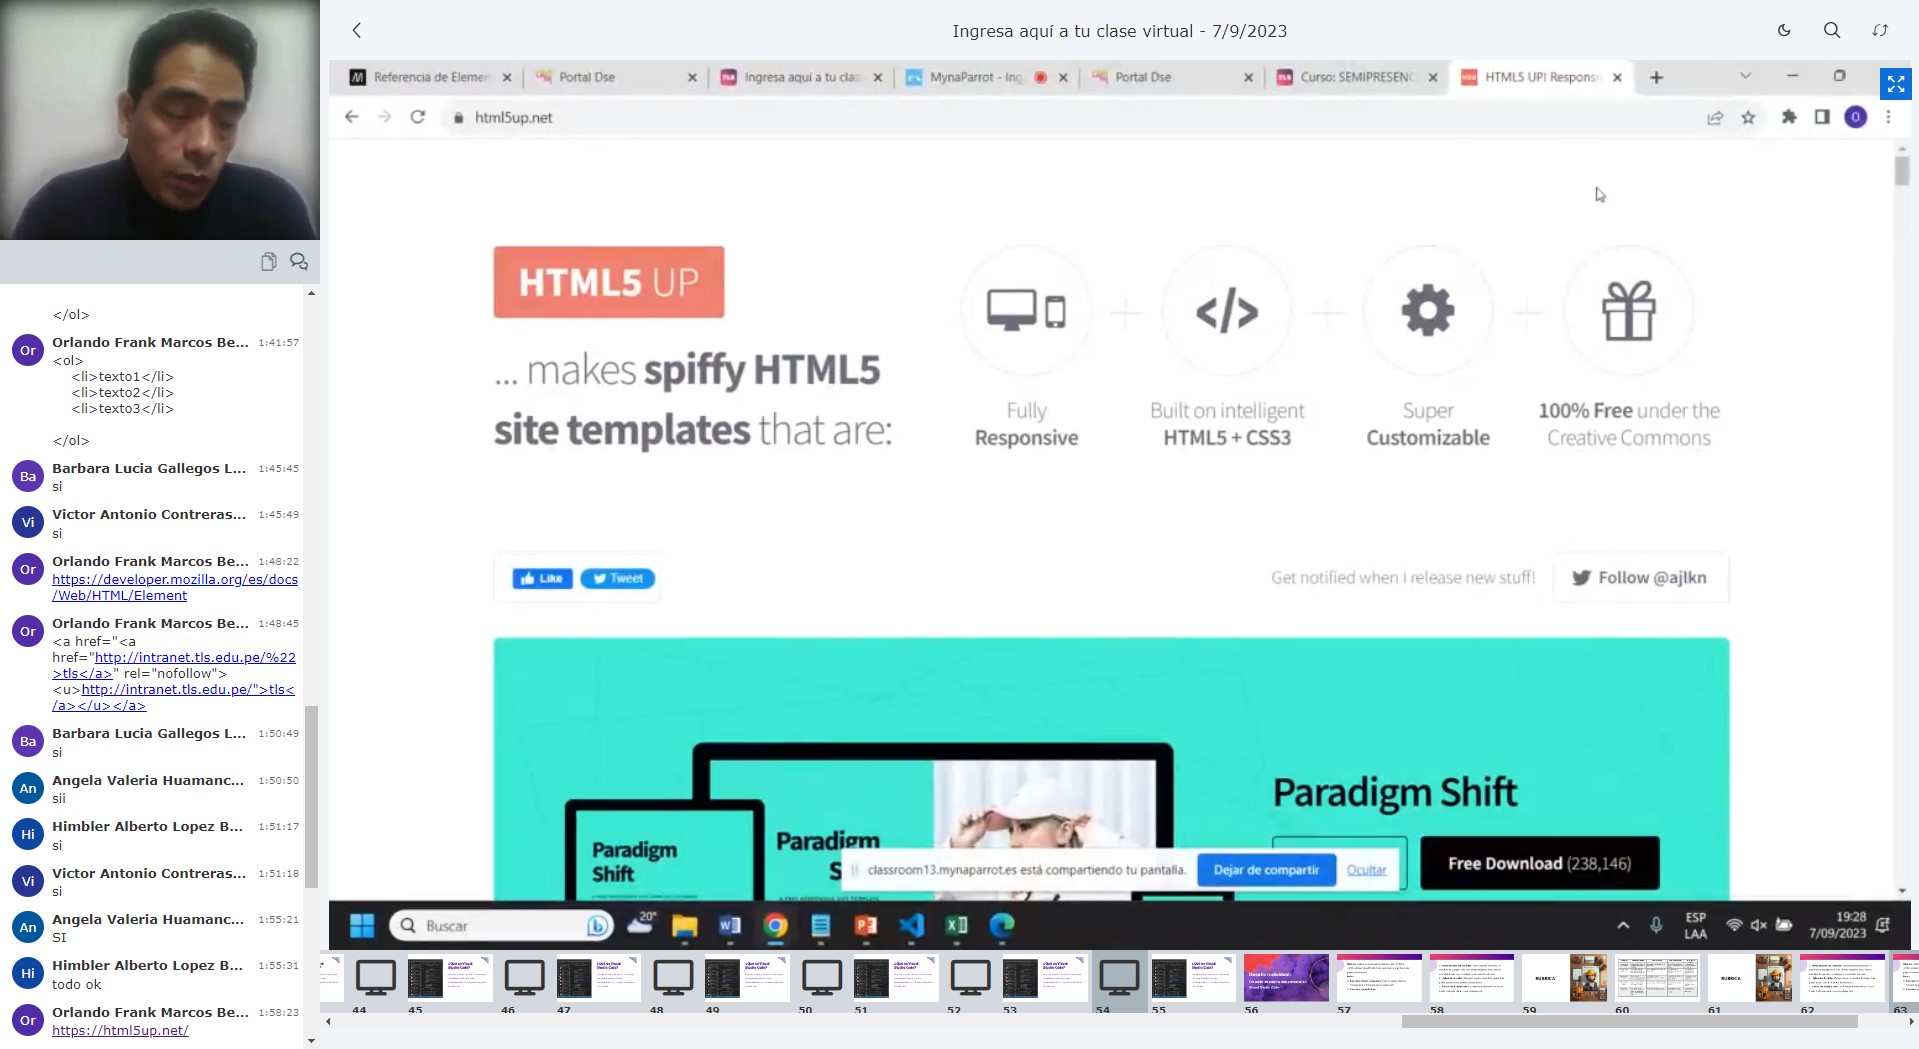 Ingresa aquí a tu clase virtual - 7/9/2023
Referencia de Elemen
Portal Dse
Ingresa aquí a tu clas
MynaParrot - Ing
Portal Dse
Curso: SEMIPRESENC
HTML5 UP! Responsi
html5up.net
O
HTML5 UP
... makes spiffy HTML5
site templates that are:
Fully
Responsive
Built on intelligent
HTML5 + CSS3
Super
Customizable
100% Free under the
Creative Commons
Like
Tweet
Get notified when I release new stuff!
Follow @ajlkn
Paradigm
Shift
Paradigm
S
Paradigm Shift
Free Download (238,146)
classroom13.mynaparrot.es está compartiendo tu pantalla.
Dejar de compartir
Ocultar
Buscar
20°
ESP
LAA
19:28
7/09/2023
</ol>
Or
Orlando Frank Marcos Be...
1:41:57
<ol>
<li>texto1</li>
<li>texto2</li>
<li>texto3</li>
</ol>
Ba
Barbara Lucia Gallegos L...
1:45:45
si
Vi
Victor Antonio Contreras...
1:45:49
si
Or
Orlando Frank Marcos Be...
1:48:22
https://developer.mozilla.org/es/docs
/Web/HTML/Element
Or
Orlando Frank Marcos Be...
1:48:45
<a href="<a
href="http://intranet.tls.edu.pe/%22
>tls</a>" rel="nofollow">
<u>http://intranet.tls.edu.pe/">tls<
/a></u></a>
Ba
Barbara Lucia Gallegos L...
1:50:49
si
An
Angela Valeria Huamanc...
1:50:50
sii
Hi
Himbler Alberto Lopez B...
1:51:17
si
Vi
Victor Antonio Contreras...
1:51:18
si
An
Angela Valeria Huamanc...
1:55:21
SI
Hi
Himbler Alberto Lopez B...
1:55:31
todo ok
Or
Orlando Frank Marcos Be...
1:58:23
https://html5up.net/
RÚBRICA
RÚBRICA
44
45
46
47
48
49
50
51
52
53
54
55
56
57
58
59
60
61
62
63